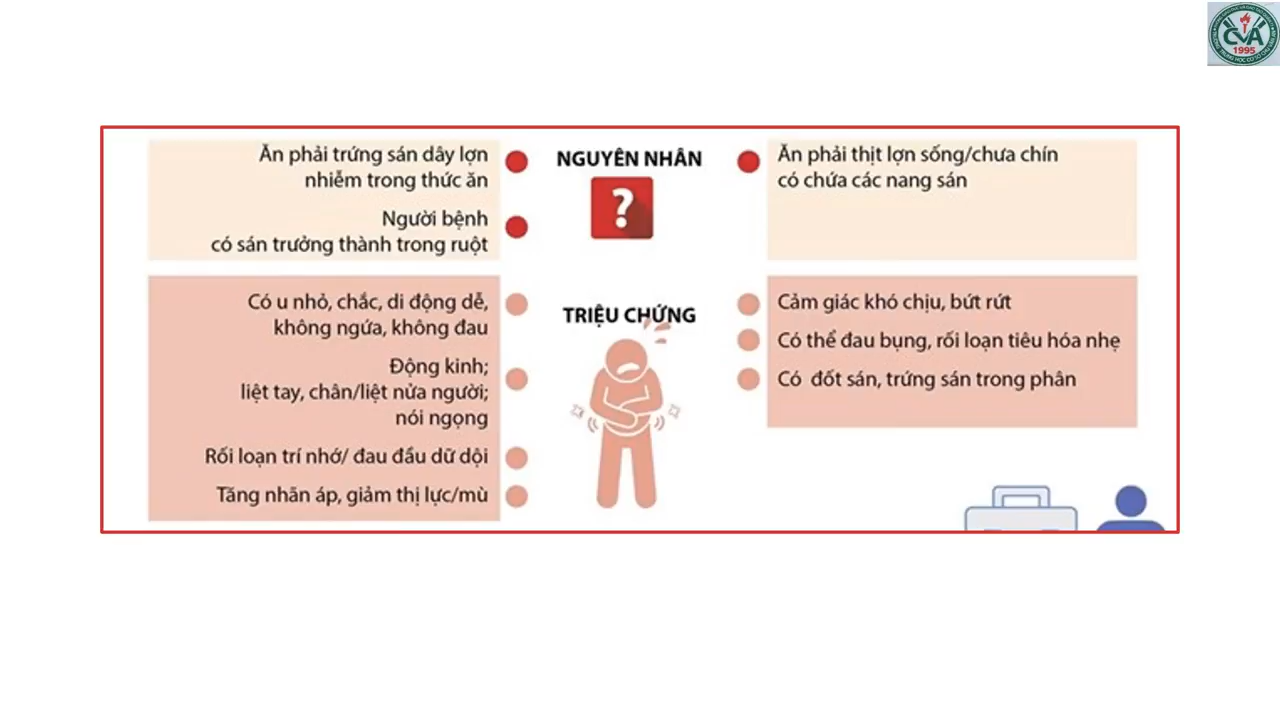 CVA
1995
Ăn phải trứng sán dây lợn
nhiễm trong thức ăn
Người bệnh
có sán trưởng thành trong ruột
NGUYÊN NHÂN
?
Ăn phải thịt lợn sống/chưa chín
có chứa các nang sán
Có u nhỏ, chắc, di động dễ,
không ngứa, không đau
Động kinh;
liệt tay, chân/liệt nửa người;
nói ngọng
Rối loạn trí nhớ/ đau đầu dữ dội
Tăng nhãn áp, giảm thị lực/mù
TRIỆU CHỨNG
Cảm giác khó chịu, bứt rứt
Có thể đau bụng, rối loạn tiêu hóa nhẹ
Có đốt sán, trứng sán trong phân